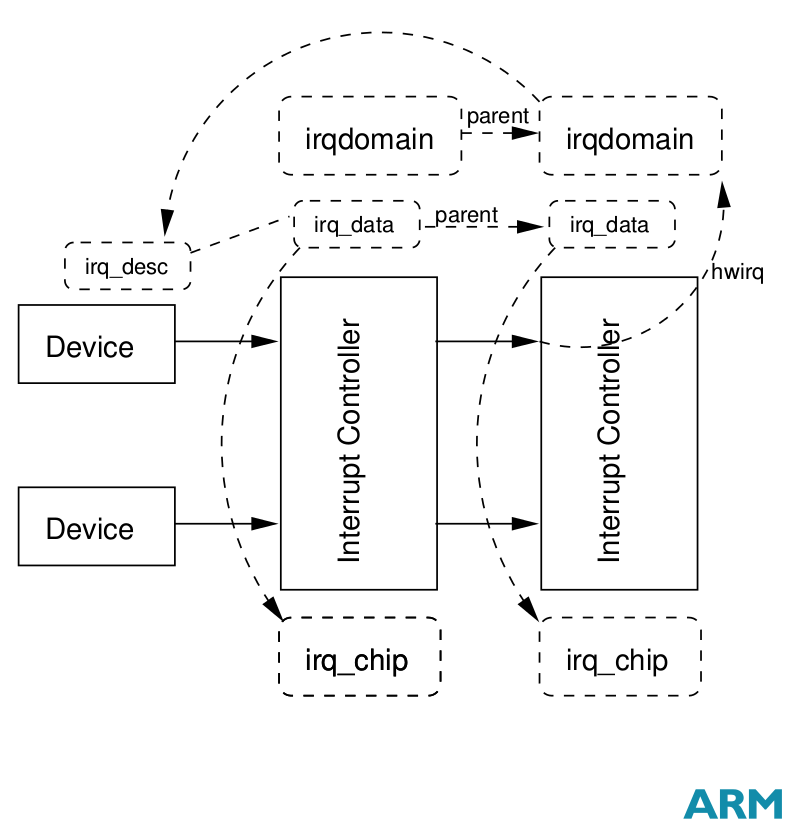 parent
irqdomain
irqdomain
irq_data
parent
irq_data
irq_desc
hwirq
Device
Interrupt Controller
Interrupt Controller
Device
irq_chip
irq_chip
ARM